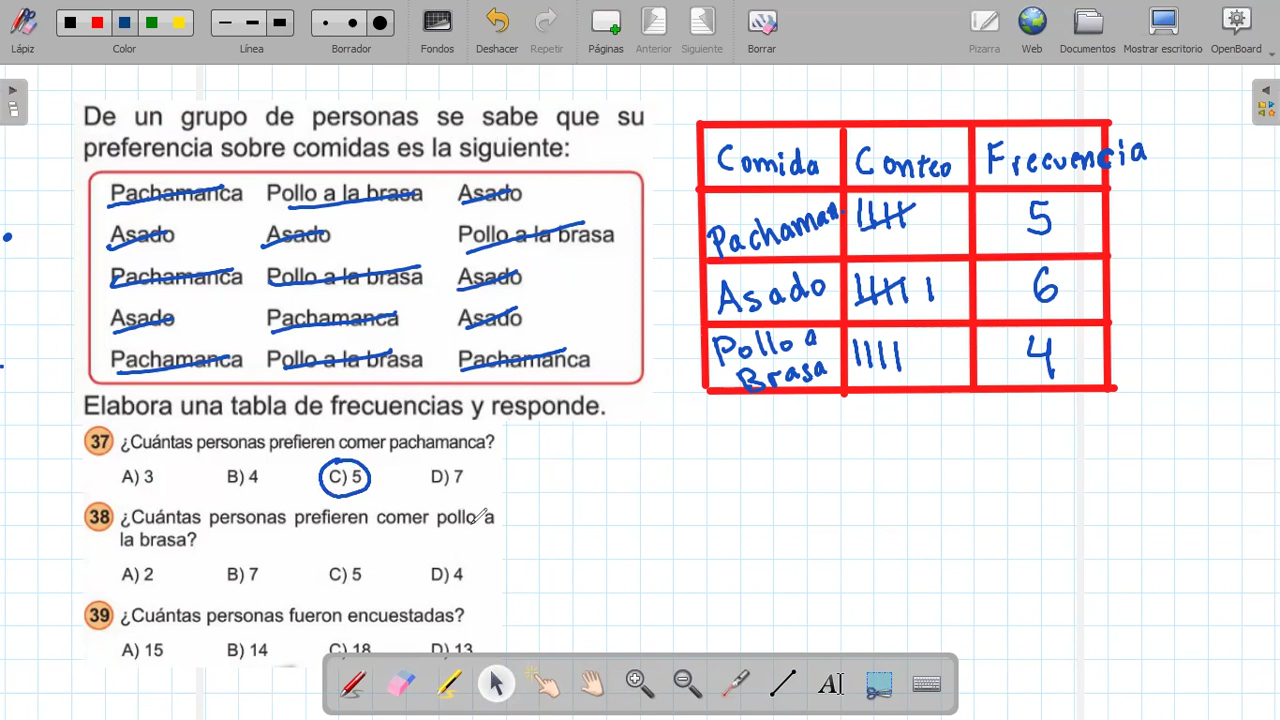 Lápiz Color Línea Borrador Fondos Deshacer Repetir Páginas Anterior Siguiente Borrar Pizarra Web Documentos Mostrar escritorio OpenBoard
De un grupo de personas se sabe que su
preferencia sobre comidas es la siguiente:
Pachamanca Pollo a la brasa Asado
Asado Asado Pollo a la brasa
Pachamanca Pollo a la brasa Asado
Asado Pachamanca Asado
Pachamanca Pollo a la brasa Pachamanca
Elabora una tabla de frecuencias y responde.
37 ¿Cuántas personas prefieren comer pachamanca?
A) 3 B) 4 C) 5 D) 7
38 ¿Cuántas personas prefieren comer pollo a
la brasa?
A) 2 B) 7 C) 5 D) 4
39 ¿Cuántas personas fueron encuestadas?
A) 15 B) 14 C) 18 D) 13
Comida Conteo Frecuencia
5
Asado 6
Pollo a
Brasa 4
AI